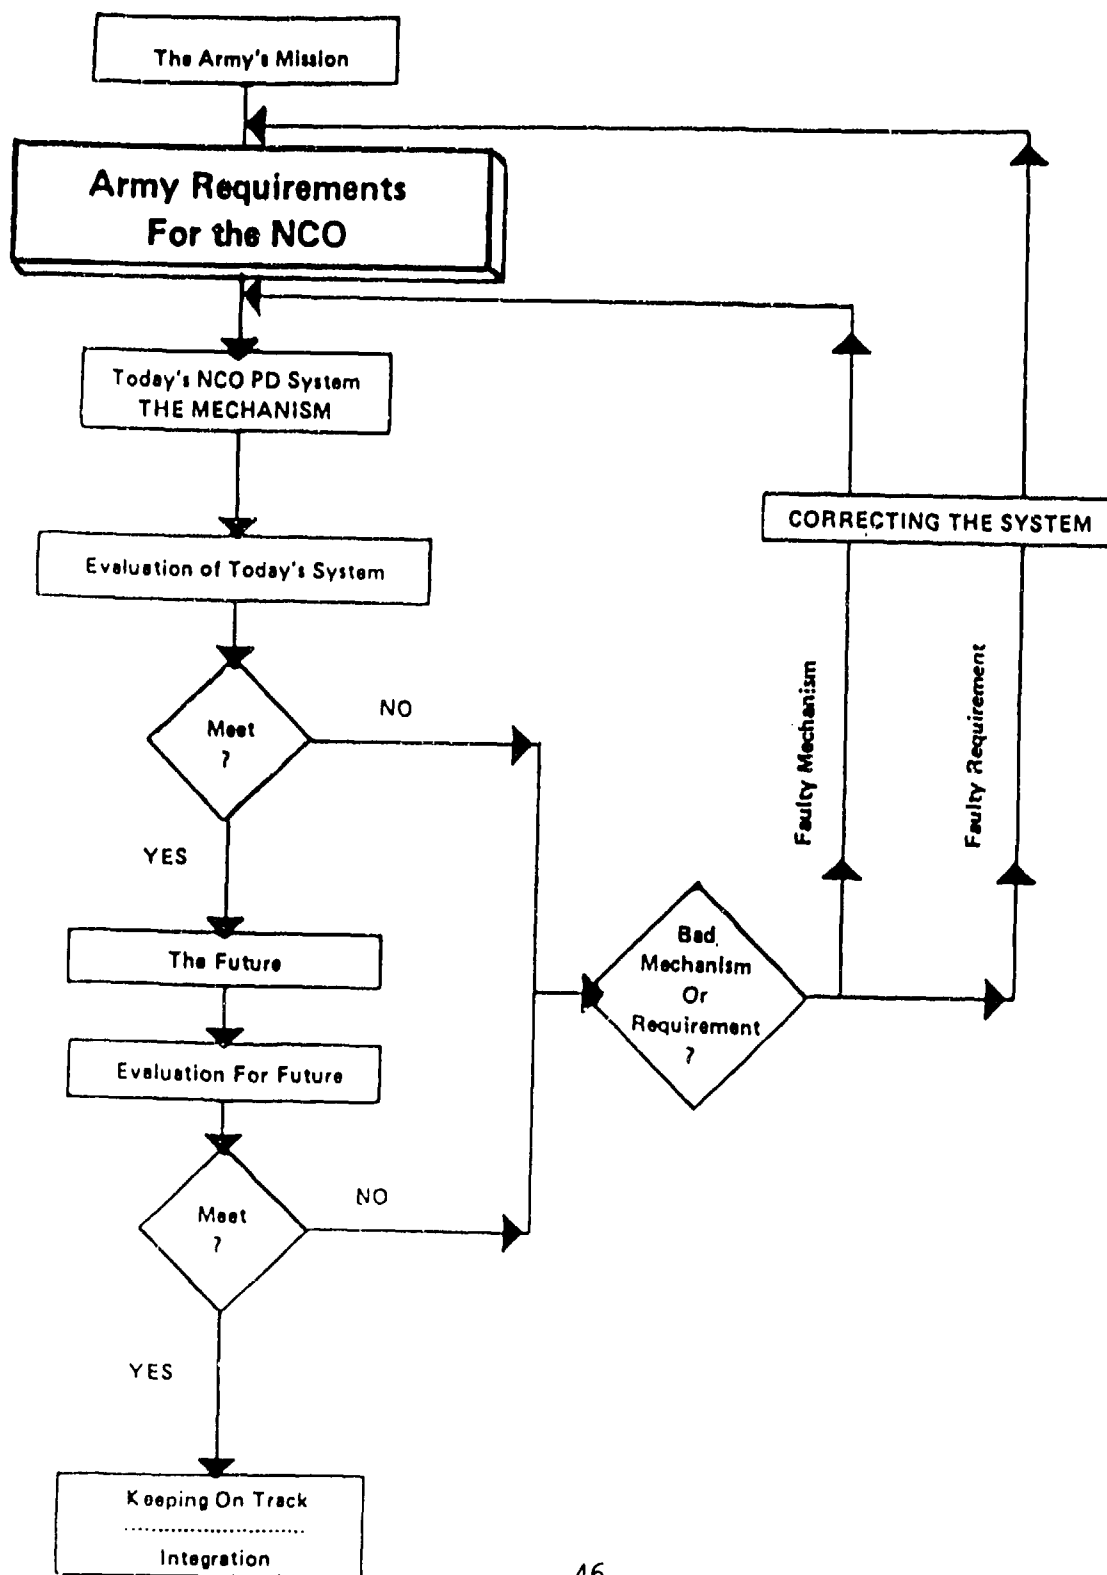 The Army's Mission
Army Requirements
For the NCO
Today's NCO PD System
THE MECHANISM
CORRECTING THE SYSTEM
Evaluation of Today's System
Faulty Mechanism
Faulty Requirement
Meet
?
NO
YES
Bad
Mechanism
Or
Requirement
?
The Future
Evaluation For Future
Meet
?
NO
YES
Keeping On Track
Integration
46